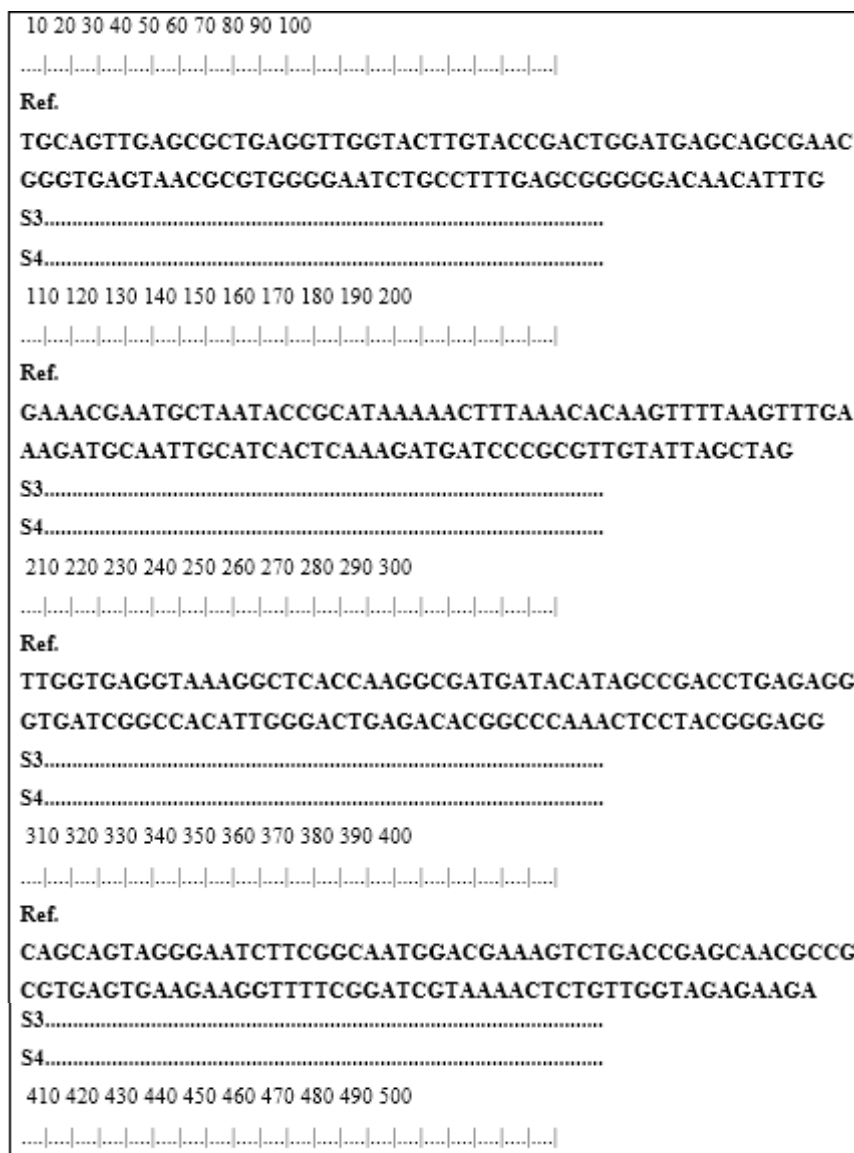 10 20 30 40 50 60 70 80 90 100
....|....|....|....|....|....|....|....|....|....|....|....|....|....|....|....|....|....|....|....|
Ref.
TGCAGTTGAGCGCTGAGGTTGGTACTTGTACCGACTGGATGAGCAGCGAAC
GGGTGAGTAACGCGTGGGGAATCTGCCTTTGAGCGGGGGACAACATTTG
S3....................................................................................................
S4....................................................................................................
110 120 130 140 150 160 170 180 190 200
....|....|....|....|....|....|....|....|....|....|....|....|....|....|....|....|....|....|....|....|
Ref.
GAAACGAATGCTAATACCGCATAAAAACTTTAAACACAAGTTTTAAGTTTGA
AAGATGCAATTGCATCACTCAAAGATGATCCCGCGTTGTATTAGCTAG
S3....................................................................................................
S4....................................................................................................
210 220 230 240 250 260 270 280 290 300
....|....|....|....|....|....|....|....|....|....|....|....|....|....|....|....|....|....|....|....|
Ref.
TTGGTGAGGTAAAGGCTCACCAAGGCGATGATACATAGCCGACCTGAGAGG
GTGATCGGCCACATTGGGACTGAGACACGGCCCAAACTCCTACGGGAGG
S3....................................................................................................
S4....................................................................................................
310 320 330 340 350 360 370 380 390 400
....|....|....|....|....|....|....|....|....|....|....|....|....|....|....|....|....|....|....|....|
Ref.
CAGCAGTAGGGAATCTTCGGCAATGGACGAAAGTCTGACCGAGCAACGCCG
CGTGAGTGAAGAAGGTTTTCGGATCGTAAAACTCTGTTGGTAGAGAAGA
S3....................................................................................................
S4....................................................................................................
410 420 430 440 450 460 470 480 490 500
....|....|....|....|....|....|....|....|....|....|....|....|....|....|....|....|....|....|....|....|